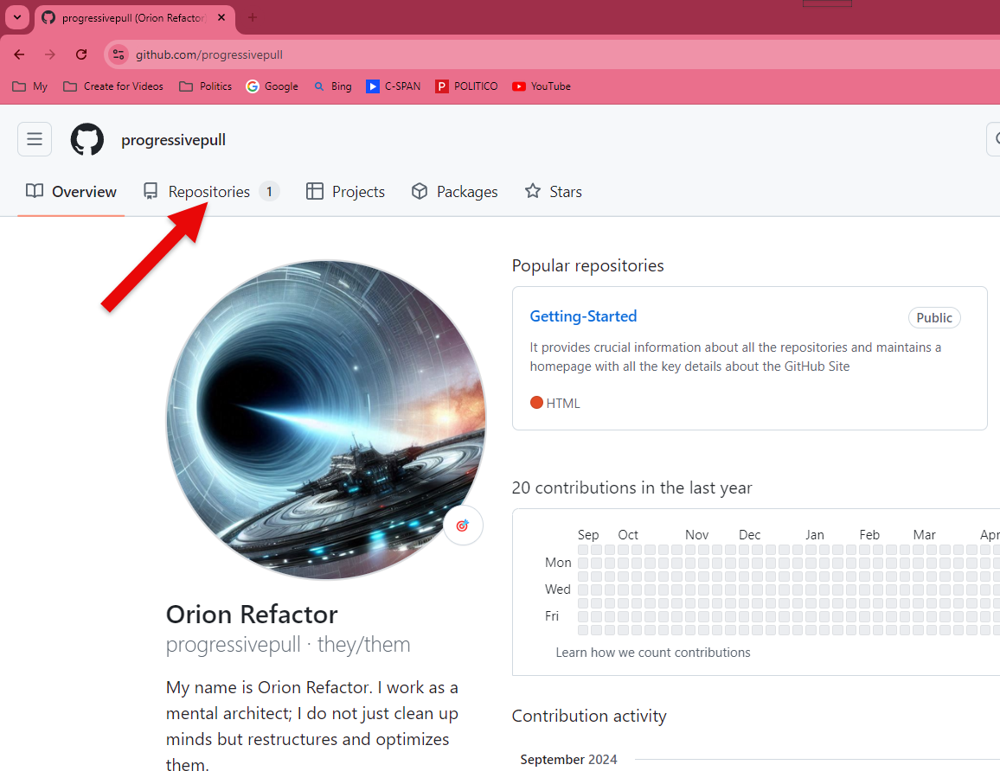 progressivepull (Orion Refactor)
github.com/progressivepull
My Create for Videos Politics Google Bing C-SPAN POLITICO YouTube
progressivepull
Overview Repositories 1 Projects Packages Stars
Popular repositories
Getting-Started Public
It provides crucial information about all the repositories and maintains a
homepage with all the key details about the GitHub Site
HTML
20 contributions in the last year
Sep Oct Nov Dec Jan Feb Mar Apr
Mon
Wed
Fri
Learn how we count contributions
Orion Refactor
progressivepull · they/them
My name is Orion Refactor. I work as a
mental architect; I do not just clean up
minds but restructures and optimizes
them.
Contribution activity
September 2024